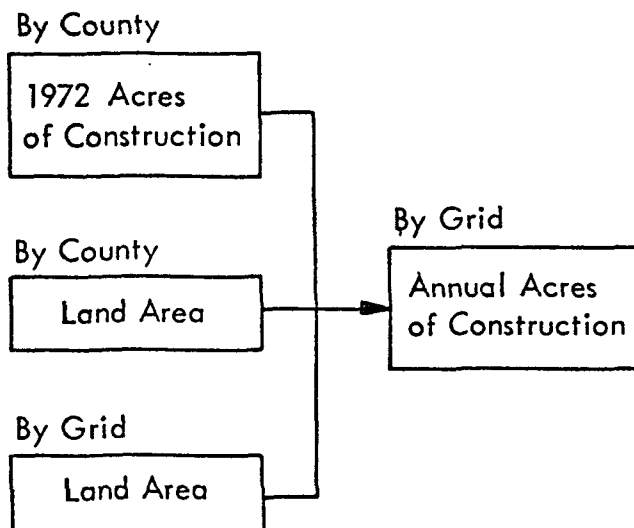 By County
1972 Acres
of Construction
By County
Land Area
By Grid
Land Area
By Grid
Annual Acres
of Construction